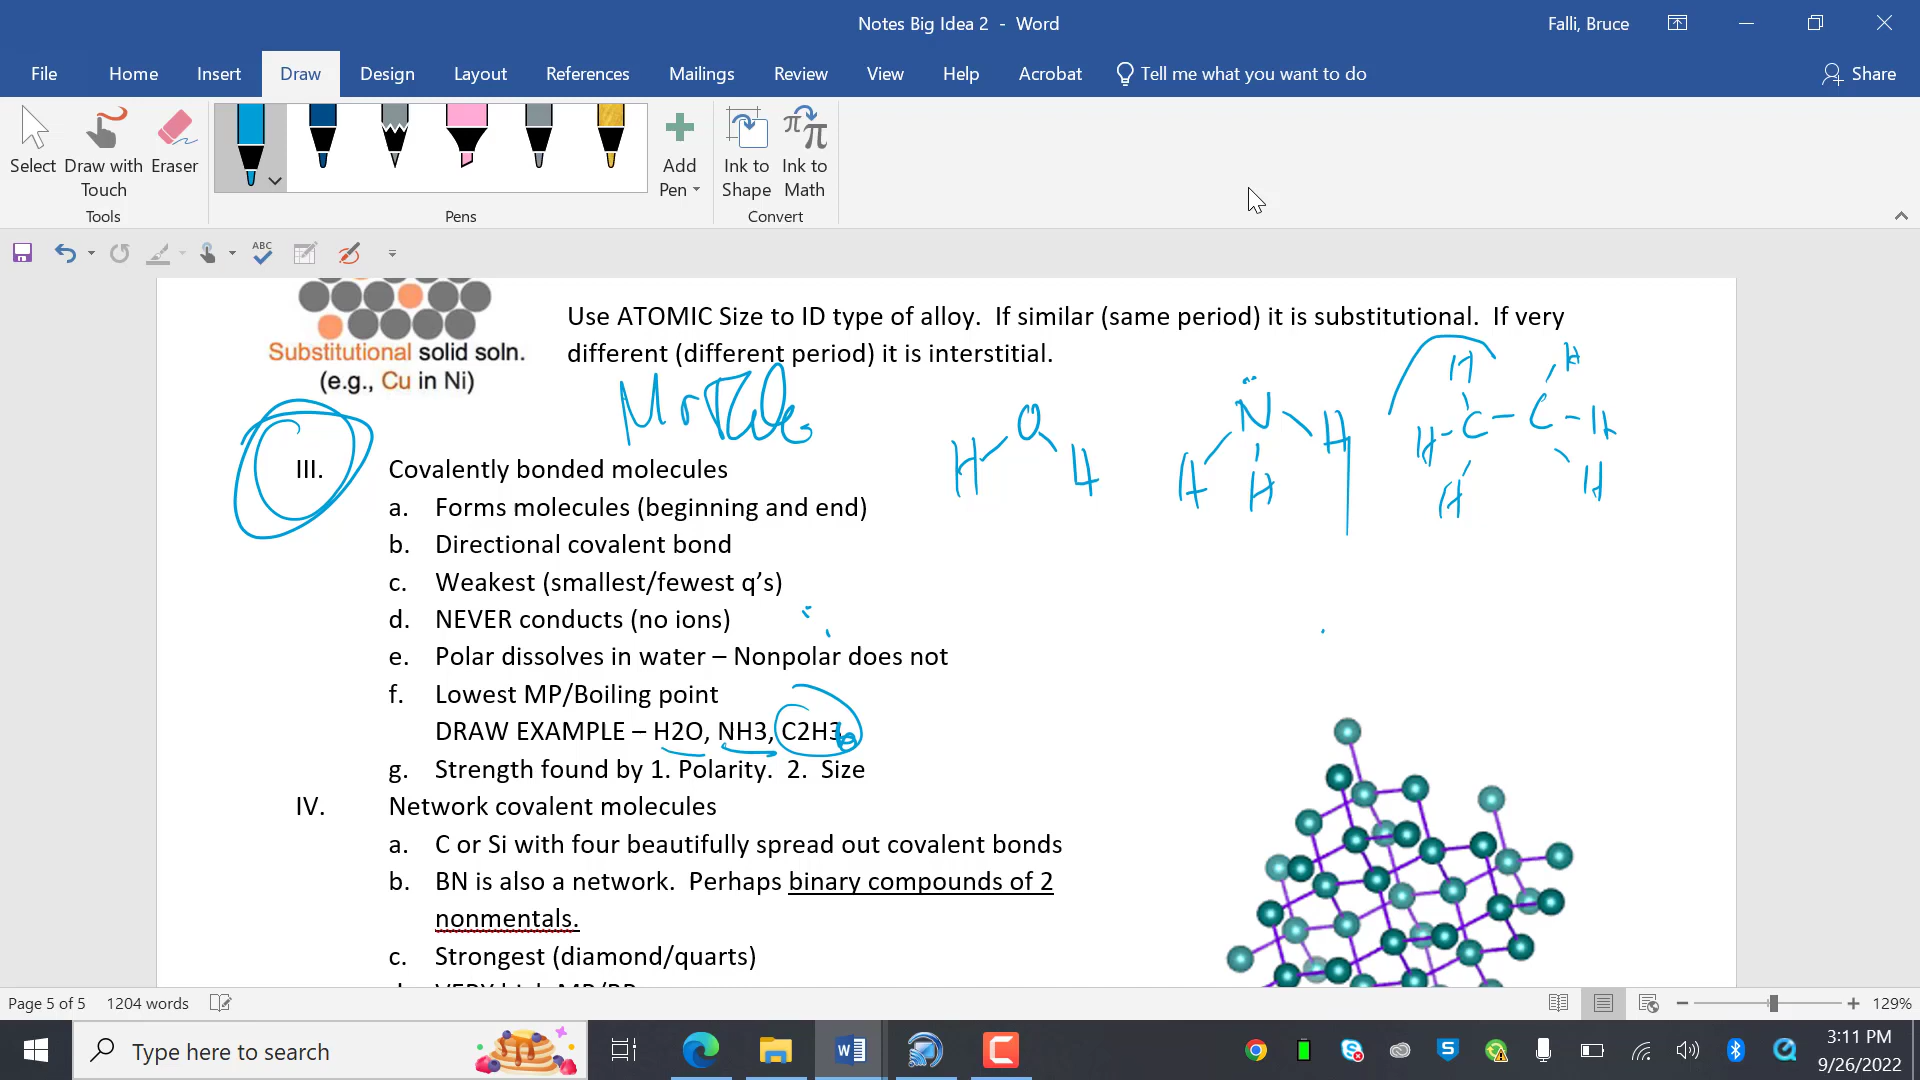 Notes Big Idea 2 - Word
Falli, Bruce
File Home Insert Draw Design Layout References Mailings Review View Help Acrobat Tell me what you want to do
Share
Select Draw with Touch Eraser
Add Pen
Ink to Shape
Ink to Math
Tools
Pens
Convert
ABC
Substitutional solid soln.
(e.g., Cu in Ni)
Use ATOMIC Size to ID type of alloy. If similar (same period) it is substitutional. If very
different (different period) it is interstitial.
H O H
N H H H
H H
H C C H
H H
III. Covalently bonded molecules
a. Forms molecules (beginning and end)
b. Directional covalent bond
c. Weakest (smallest/fewest q's)
d. NEVER conducts (no ions)
e. Polar dissolves in water – Nonpolar does not
f. Lowest MP/Boiling point
DRAW EXAMPLE – H2O, NH3, C2H36
g. Strength found by 1. Polarity. 2. Size
IV. Network covalent molecules
a. C or Si with four beautifully spread out covalent bonds
b. BN is also a network. Perhaps binary compounds of 2
nonmentals.
c. Strongest (diamond/quarts)
Page 5 of 5 1204 words
129%
Type here to search
3:11 PM
9/26/2022